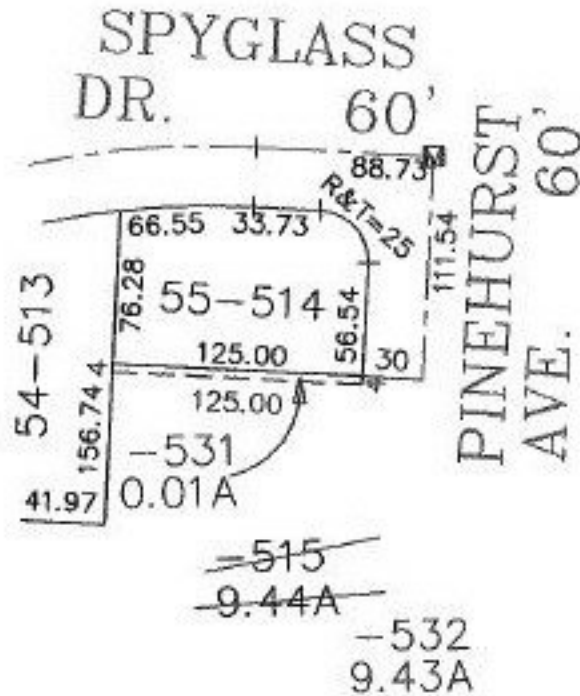 SPYGLASS
DR. 60'
88.73
R&T=25
PINEHURST 60'
AVE.
111.54
66.55 33.73
76.28
55-514
56.54
54-513
125.00
30
4 4
125.00
156.74
-531
0.01A
41.97
-515
9.44A
-532
9.43A